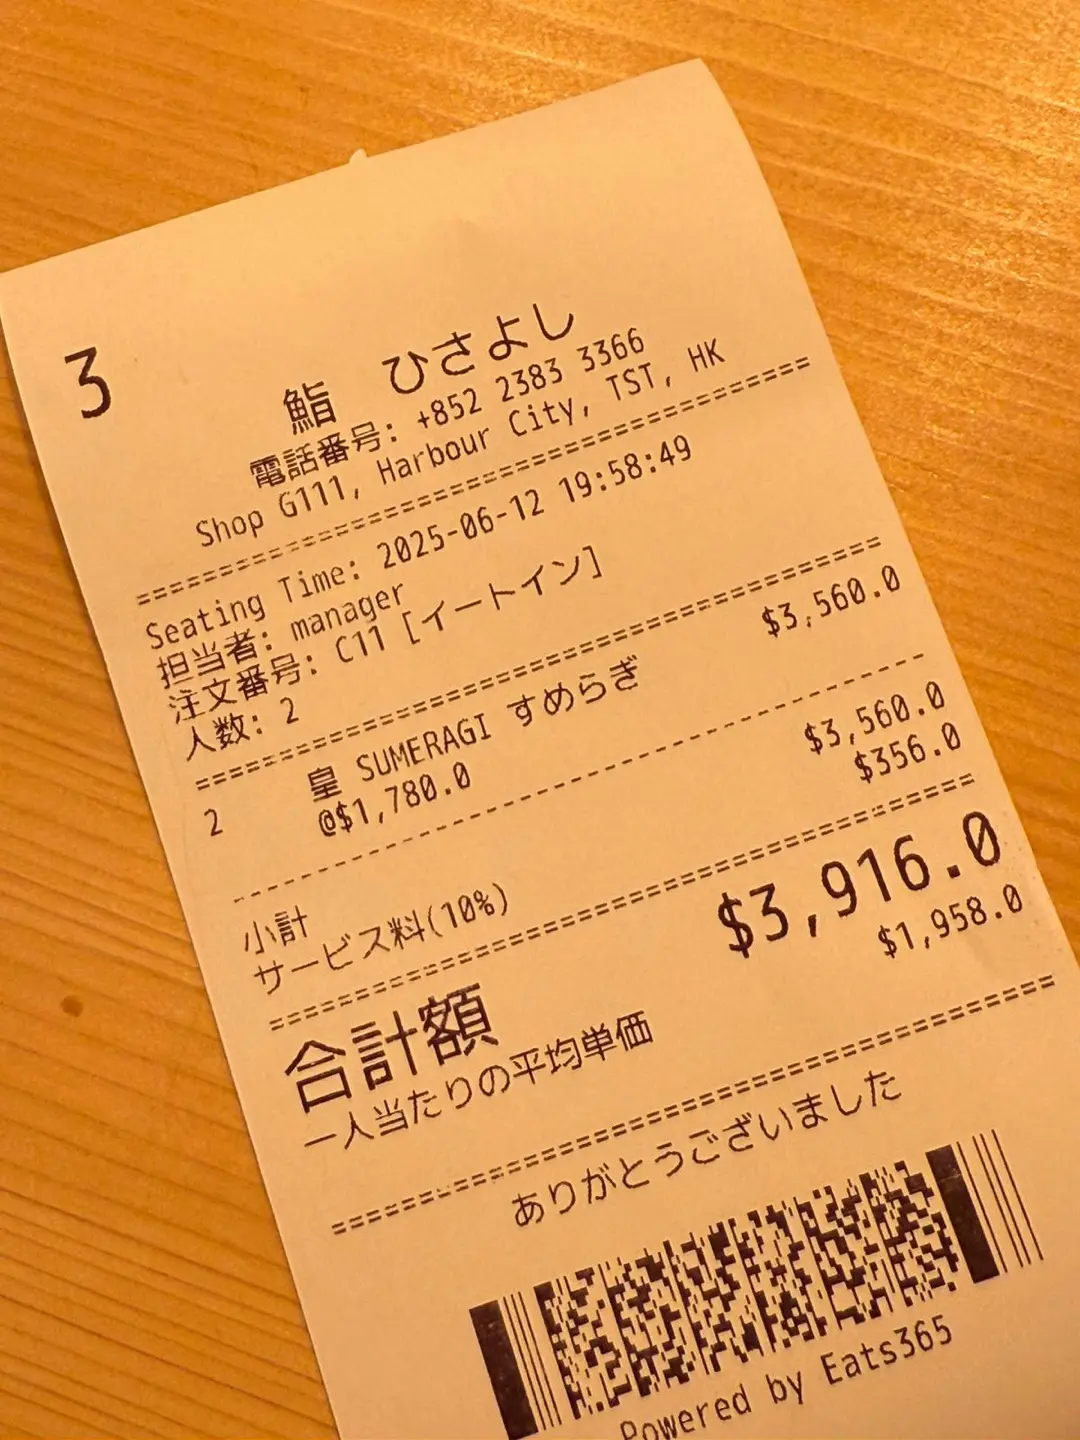 3
鮨 ひさよし
電話番号: +852 2383 3366
Shop G111, Harbour City, TST, HK
Seating Time: 2025-06-12 19:58:49
担当者: manager
注文番号: C11 [イートイン]
人数: 2
2 皇 SUMERAGI すめらぎ $3,560.0
@$1,780.0
小計 $3,560.0
サービス料(10%) $356.0
合計額 $3,916.0
一人当たりの平均単価 $1,958.0
ありがとうございました
Powered by Eats365